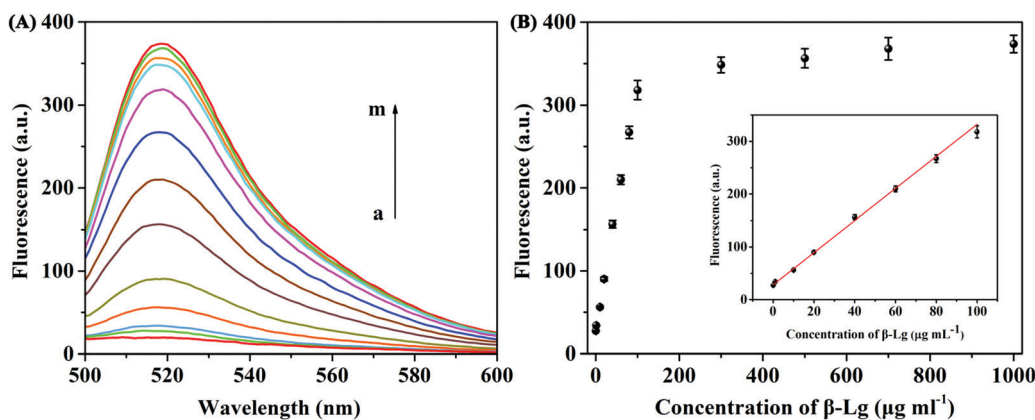 (A)
400
300
200
100
0
Fluorescence (a.u.)
m
a
500 520 540 560 580 600
Wavelength (nm)
(B)
400
300
200
100
0
Fluorescence (a.u.)
300
200
100
0
Fluorescence (a.u.)
0 20 40 60 80 100
Concentration of β-Lg (μg mL⁻¹)
0 200 400 600 800 1000
Concentration of β-Lg (μg ml⁻¹)